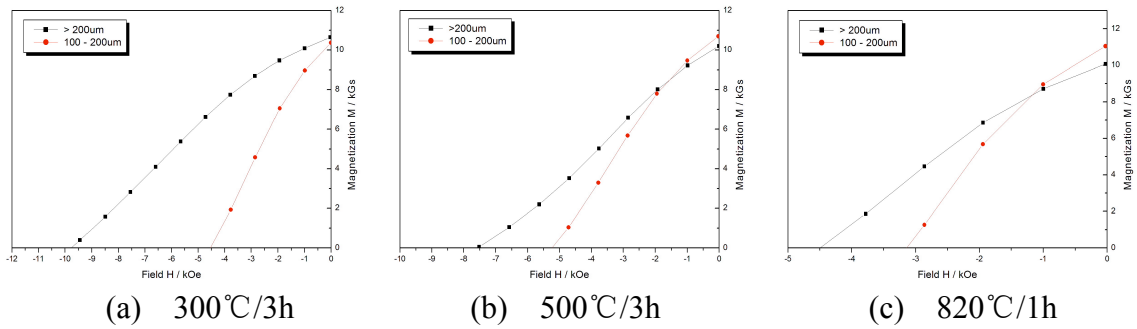 > 200um
100 - 200um
12
10
8
6
4
2
0
Magnetization M / kGs
-12 -11 -10 -9 -8 -7 -6 -5 -4 -3 -2 -1 0
Field H / kOe
(a) 300℃/3h
>200um
100 - 200um
12
10
8
6
4
2
0
Magnetization M / kGs
-10 -9 -8 -7 -6 -5 -4 -3 -2 -1 0
Field H / kOe
(b) 500℃/3h
> 200um
100 - 200um
12
10
8
6
4
2
0
Magnetization M / kGs
-5 -4 -3 -2 -1 0
Field H / kOe
(c) 820℃/1h